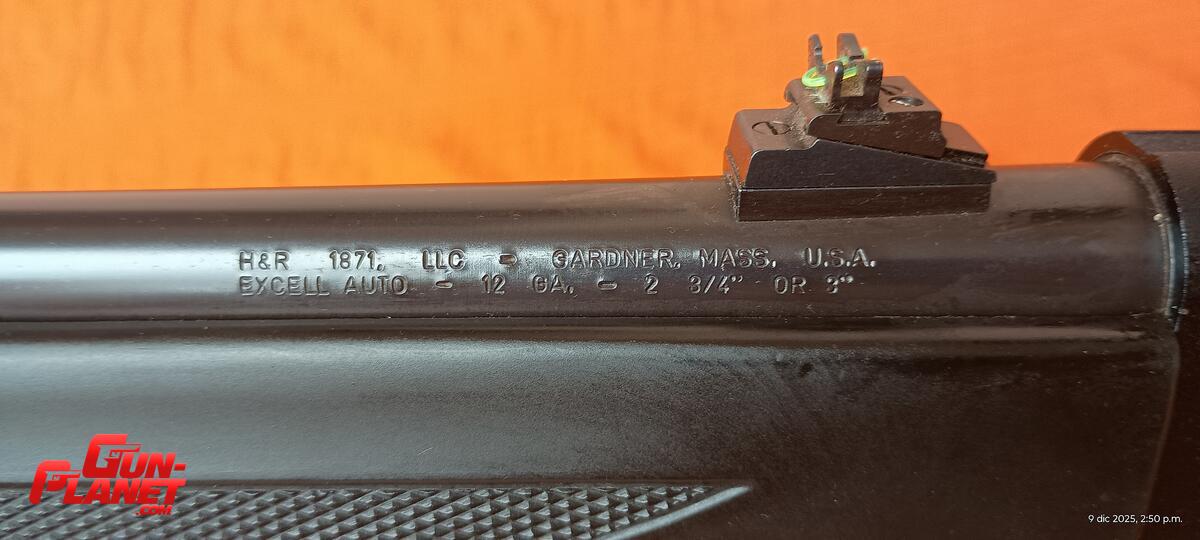 H&R 1871, LLC - GARDNER, MASS, U.S.A.
EXCELL AUTO - 12 GA. - 2 3/4" OR 3"
GUN-
PLANET
.COM
9 dic 2025, 2:50 p.m.